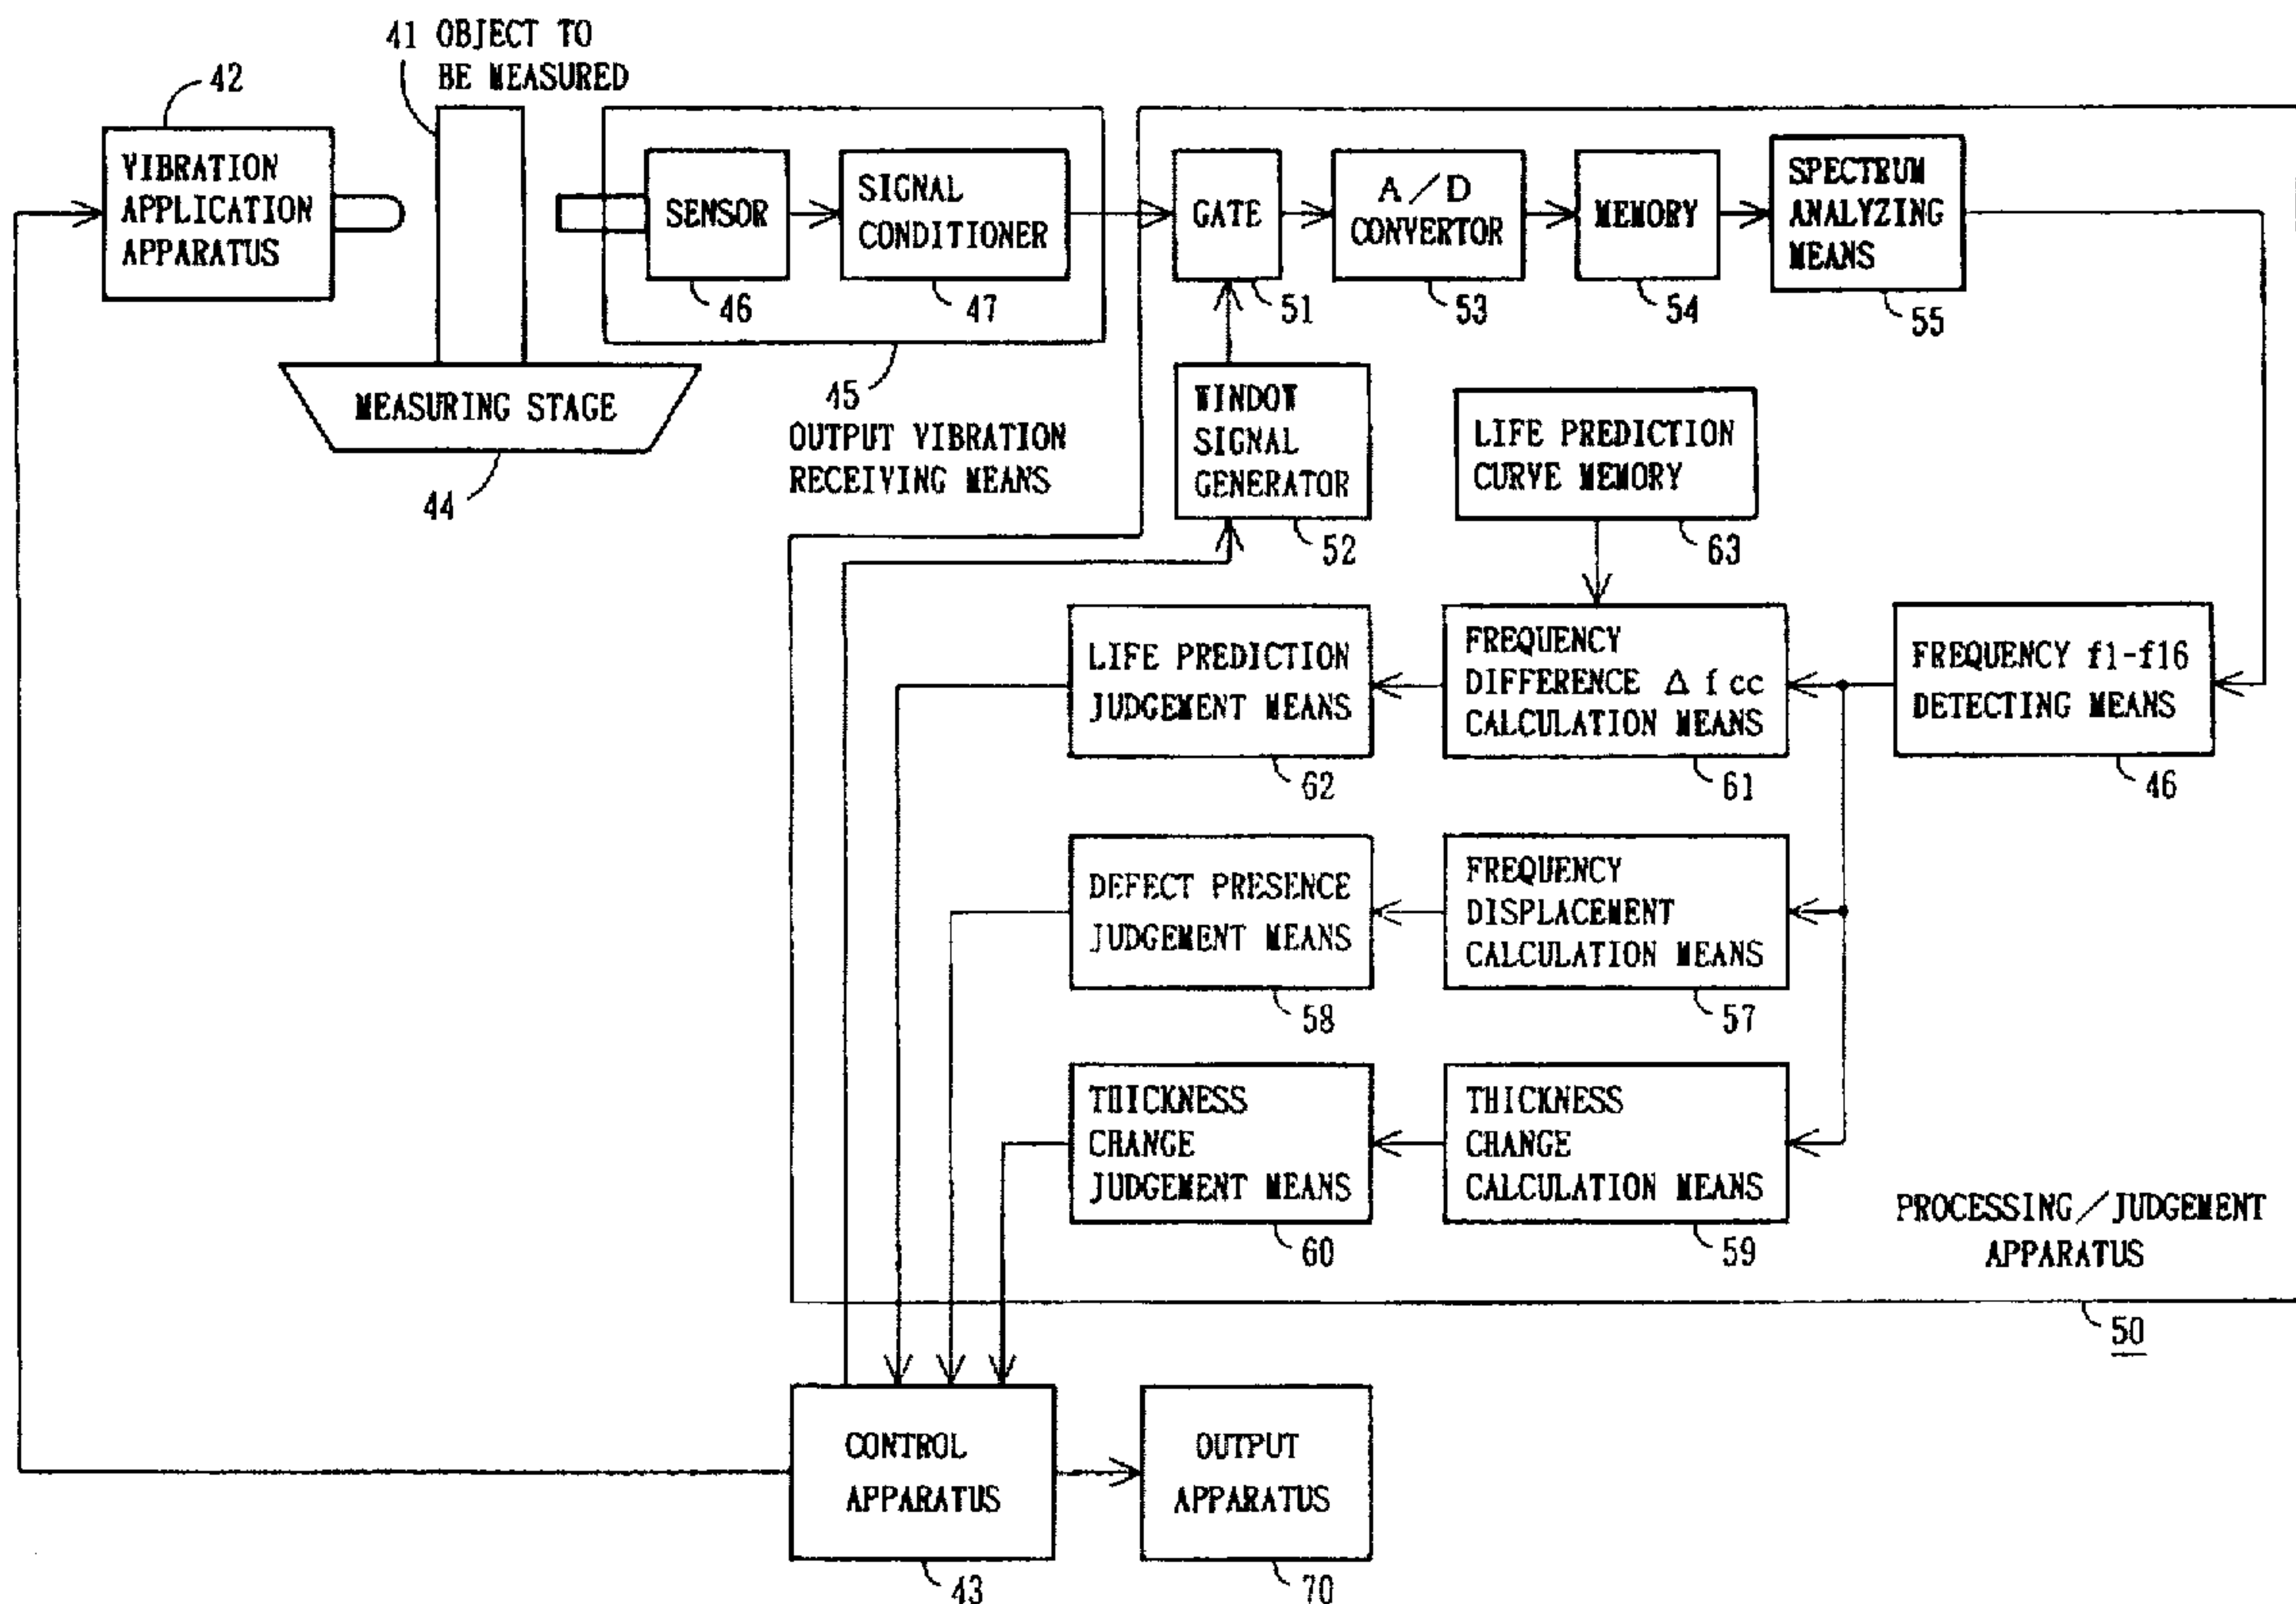 41 OBJECT TO
BE MEASURED
42
VIBRATION
APPLICATION
APPARATUS
SENSOR
46
SIGNAL
CONDITIONER
47
GATE
51
A/D
CONVERTOR
53
MEMORY
54
SPECTRUM
ANALYZING
MEANS
55
MEASURING STAGE
44
45
OUTPUT VIBRATION
RECEIVING MEANS
WINDOW
SIGNAL
GENERATOR
52
LIFE PREDICTION
CURVE MEMORY
63
LIFE PREDICTION
JUDGEMENT MEANS
62
FREQUENCY
DIFFERENCE Δ f cc
CALCULATION MEANS
61
FREQUENCY f1-f16
DETECTING MEANS
46
DEFECT PRESENCE
JUDGEMENT MEANS
58
FREQUENCY
DISPLACEMENT
CALCULATION MEANS
57
THICKNESS
CHANGE
JUDGEMENT MEANS
60
THICKNESS
CHANGE
CALCULATION MEANS
59
PROCESSING/JUDGEMENT
APPARATUS
50
CONTROL
APPARATUS
43
OUTPUT
APPARATUS
70